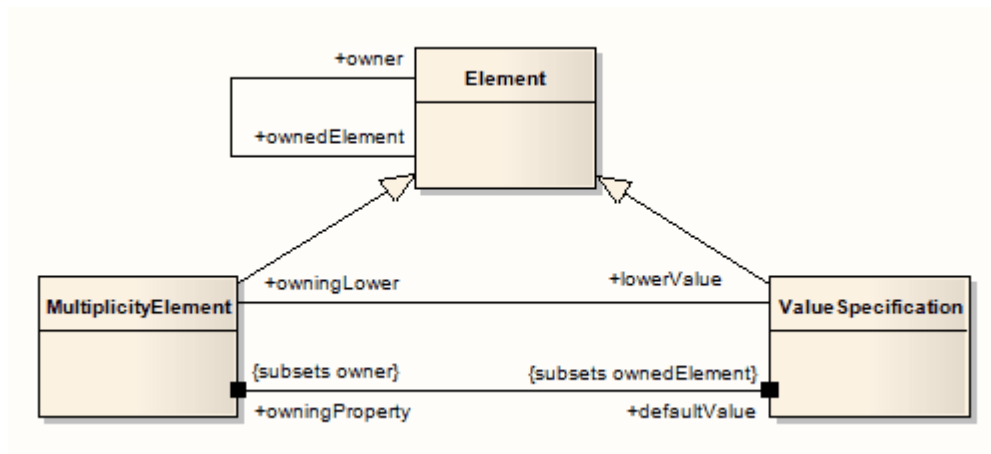 +owner
Element
+ownedElement
+owningLower
+lowerValue
MultiplicityElement
ValueSpecification
{subsets owner}
{subsets ownedElement}
+owningProperty
+defaultValue